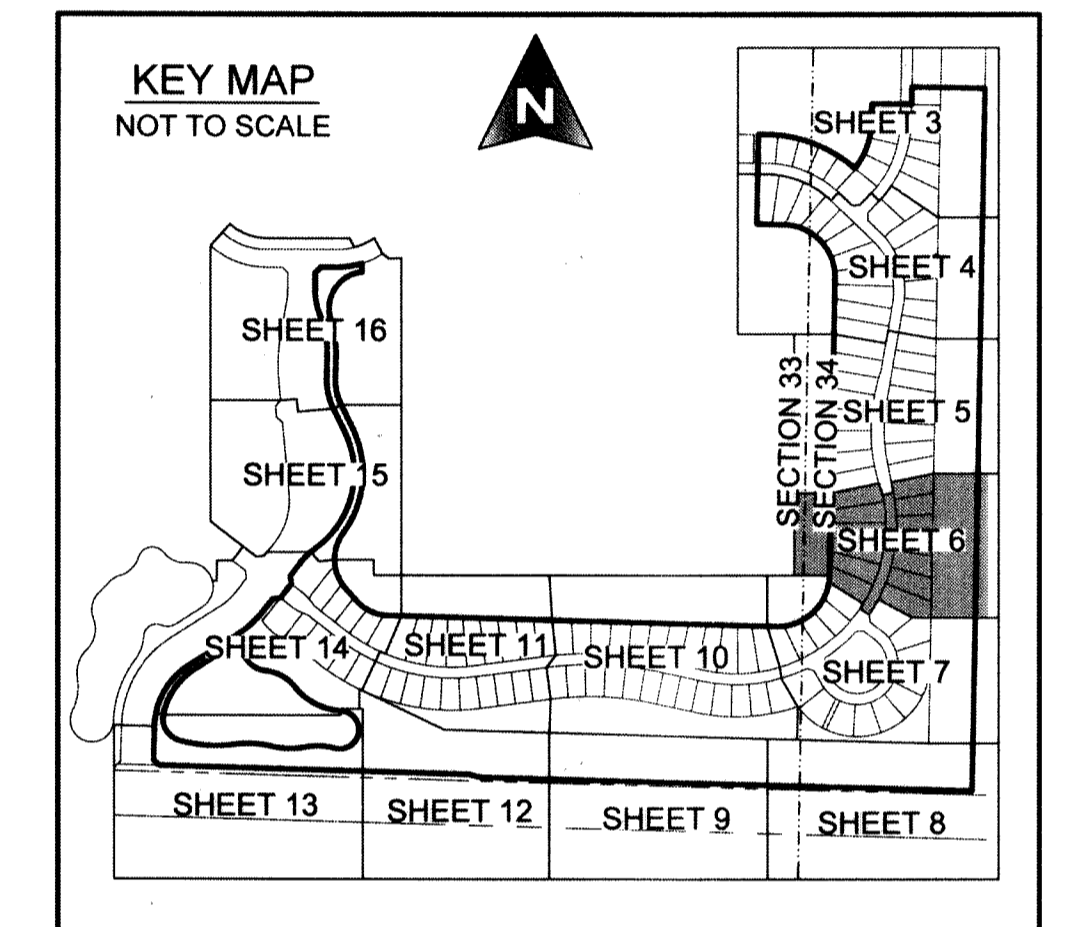 KEY MAP
NOT TO SCALE
N
SHEET 3
SHEET 4
SHEET 16
SECTION 33
SECTION 34
SHEET 5
SHEET 15
SHEET 6
SHEET 14
SHEET 11
SHEET 10
SHEET 7
SHEET 13
SHEET 12
SHEET 9
SHEET 8